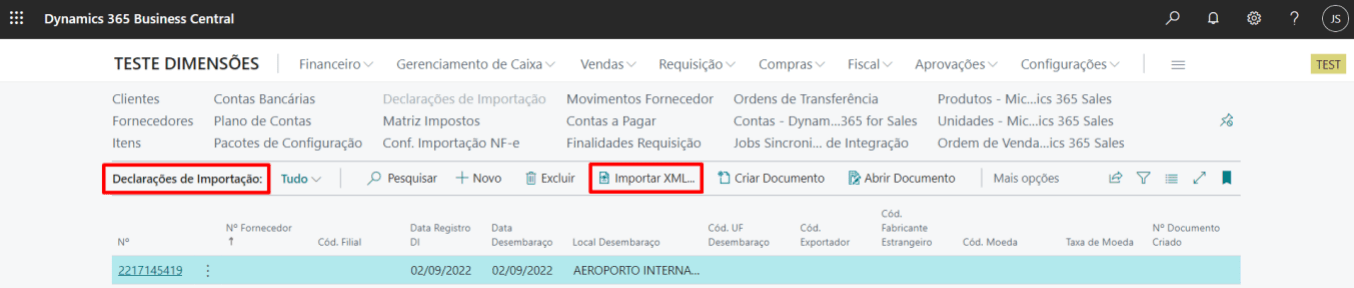 Dynamics 365 Business Central
JS
TESTE DIMENSÕES Financeiro Gerenciamento de Caixa Vendas Requisição Compras Fiscal Aprovações Configurações TEST
Clientes Contas Bancárias Declarações de Importação Movimentos Fornecedor Ordens de Transferência Produtos - Mic...ics 365 Sales
Fornecedores Plano de Contas Matriz Impostos Contas a Pagar Contas - Dynam...365 for Sales Unidades - Mic...ics 365 Sales
Itens Pacotes de Configuração Conf. Importação NF-e Finalidades Requisição Jobs Sincroni... de Integração Ordem de Venda...ics 365 Sales
Declarações de Importação: Tudo Pesquisar Novo Excluir Importar XML... Criar Documento Abrir Documento Mais opções
Nº Nº Fornecedor Cód. Filial Data Registro DI Data Desembaraço Local Desembaraço Cód. UF Desembaraço Cód. Exportador Cód. Fabricante Estrangeiro Cód. Moeda Taxa de Moeda Nº Documento Criado
2217145419 02/09/2022 02/09/2022 AEROPORTO INTERNA...